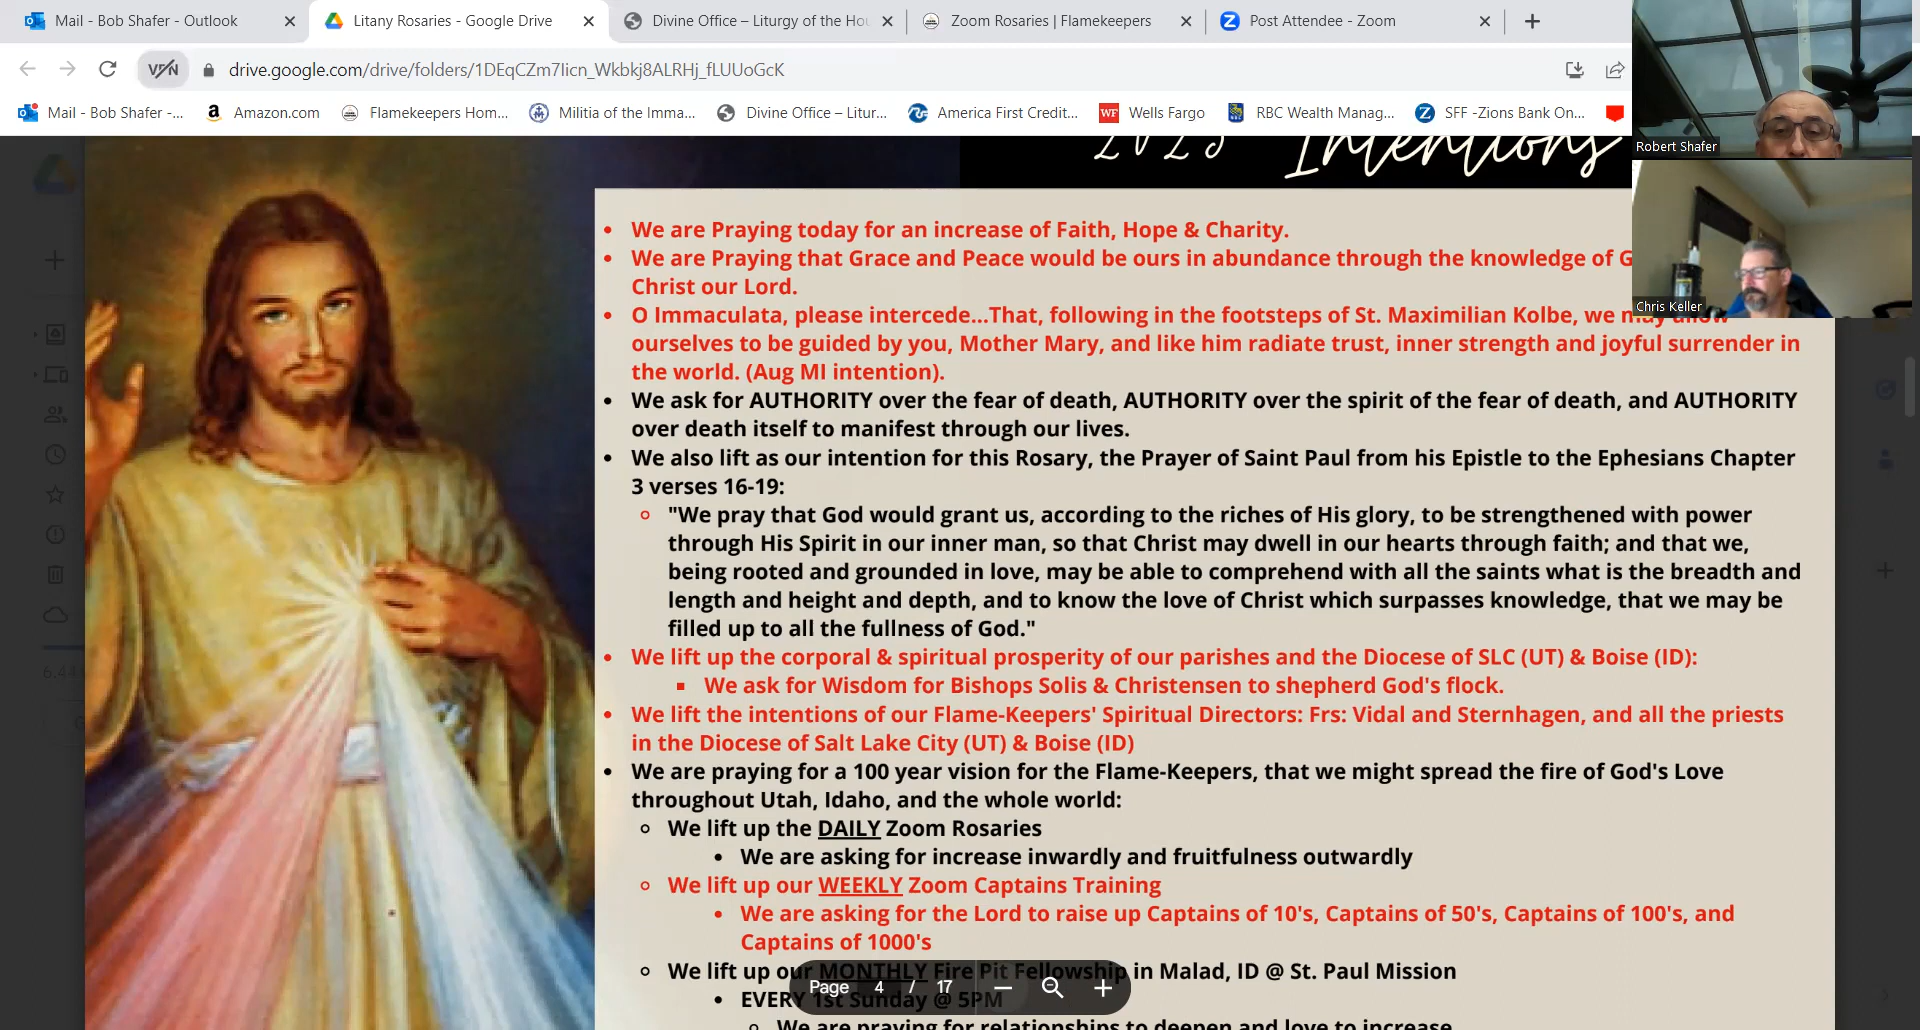 Mail - Bob Shafer - Outlook
Litany Rosaries - Google Drive
Divine Office – Liturgy of the Hou
Zoom Rosaries | Flamekeepers
Post Attendee - Zoom
VPN
drive.google.com/drive/folders/1DEqCZm7Iicn_Wkbkj8ALRHj_fLUUoGcK
Mail - Bob Shafer -...
Amazon.com
Flamekeepers Hom...
Militia of the Imma...
Divine Office – Litur...
America First Credit...
WF Wells Fargo
RBC Wealth Manag...
SFF -Zions Bank On...
Robert Shafer
Chris Keller
2023 Intentions
• We are Praying today for an increase of Faith, Hope & Charity.
• We are Praying that Grace and Peace would be ours in abundance through the knowledge of G
Christ our Lord.
• O Immaculata, please intercede...That, following in the footsteps of St. Maximilian Kolbe, we may allow
ourselves to be guided by you, Mother Mary, and like him radiate trust, inner strength and joyful surrender in
the world. (Aug MI intention).
• We ask for AUTHORITY over the fear of death, AUTHORITY over the spirit of the fear of death, and AUTHORITY
over death itself to manifest through our lives.
• We also lift as our intention for this Rosary, the Prayer of Saint Paul from his Epistle to the Ephesians Chapter
3 verses 16-19:
"We pray that God would grant us, according to the riches of His glory, to be strengthened with power
through His Spirit in our inner man, so that Christ may dwell in our hearts through faith; and that we,
being rooted and grounded in love, may be able to comprehend with all the saints what is the breadth and
length and height and depth, and to know the love of Christ which surpasses knowledge, that we may be
filled up to all the fullness of God."
• We lift up the corporal & spiritual prosperity of our parishes and the Diocese of SLC (UT) & Boise (ID):
▪ We ask for Wisdom for Bishops Solis & Christensen to shepherd God's flock.
• We lift the intentions of our Flame-Keepers' Spiritual Directors: Frs: Vidal and Sternhagen, and all the priests
in the Diocese of Salt Lake City (UT) & Boise (ID)
• We are praying for a 100 year vision for the Flame-Keepers, that we might spread the fire of God's Love
throughout Utah, Idaho, and the whole world:
We lift up the DAILY Zoom Rosaries
• We are asking for increase inwardly and fruitfulness outwardly
We lift up our WEEKLY Zoom Captains Training
• We are asking for the Lord to raise up Captains of 10's, Captains of 50's, Captains of 100's, and
Captains of 1000's
We lift up our MONTHLY Fire Pit Fellowship in Malad, ID @ St. Paul Mission
• EVERY 1st Sunday @ 5PM
We are praying for relationships to deepen and love to increase
Page 4 / 17
6.44